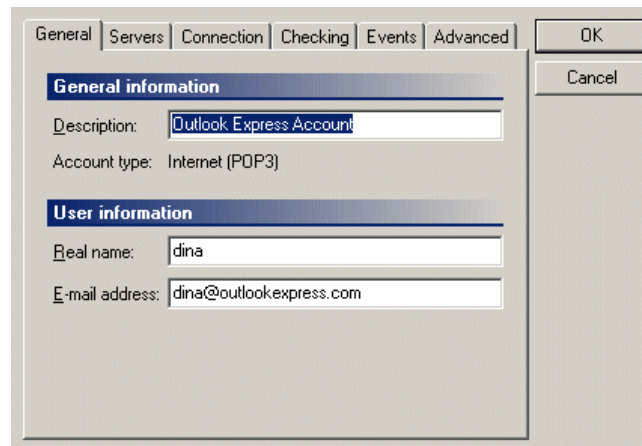 General Servers Connection Checking Events Advanced
OK
Cancel
General information
Description: Outlook Express Account
Account type: Internet (POP3)
User information
Real name: dina
E-mail address: dina@outlookexpress.com